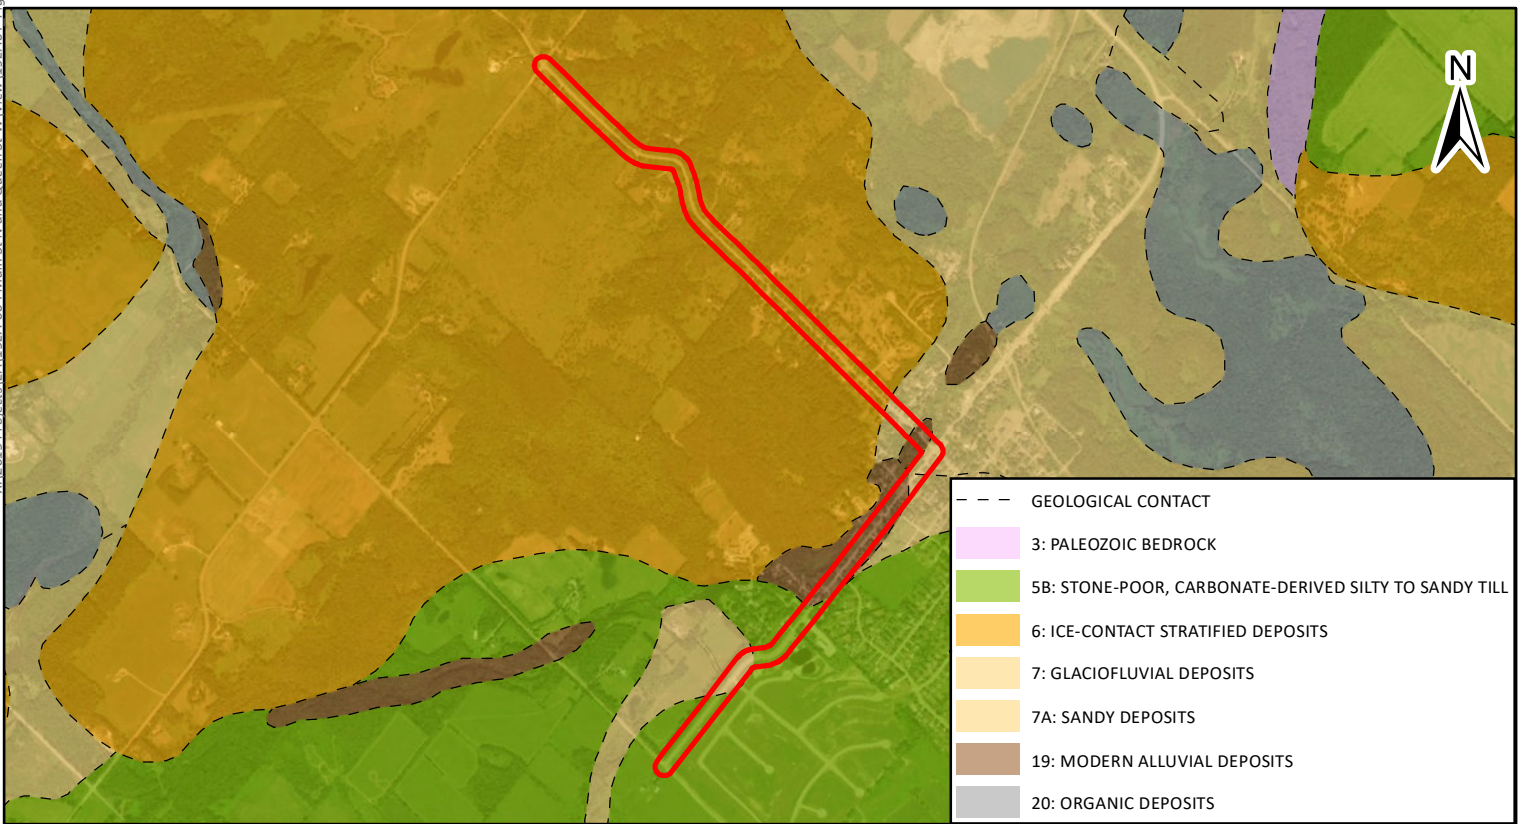 N
GEOLOGICAL CONTACT
3: PALEOZOIC BEDROCK
5B: STONE-POOR, CARBONATE-DERIVED SILTY TO SANDY TILL
6: ICE-CONTACT STRATIFIED DEPOSITS
7: GLACIOFLUVIAL DEPOSITS
7A: SANDY DEPOSITS
19: MODERN ALLUVIAL DEPOSITS
20: ORGANIC DEPOSITS